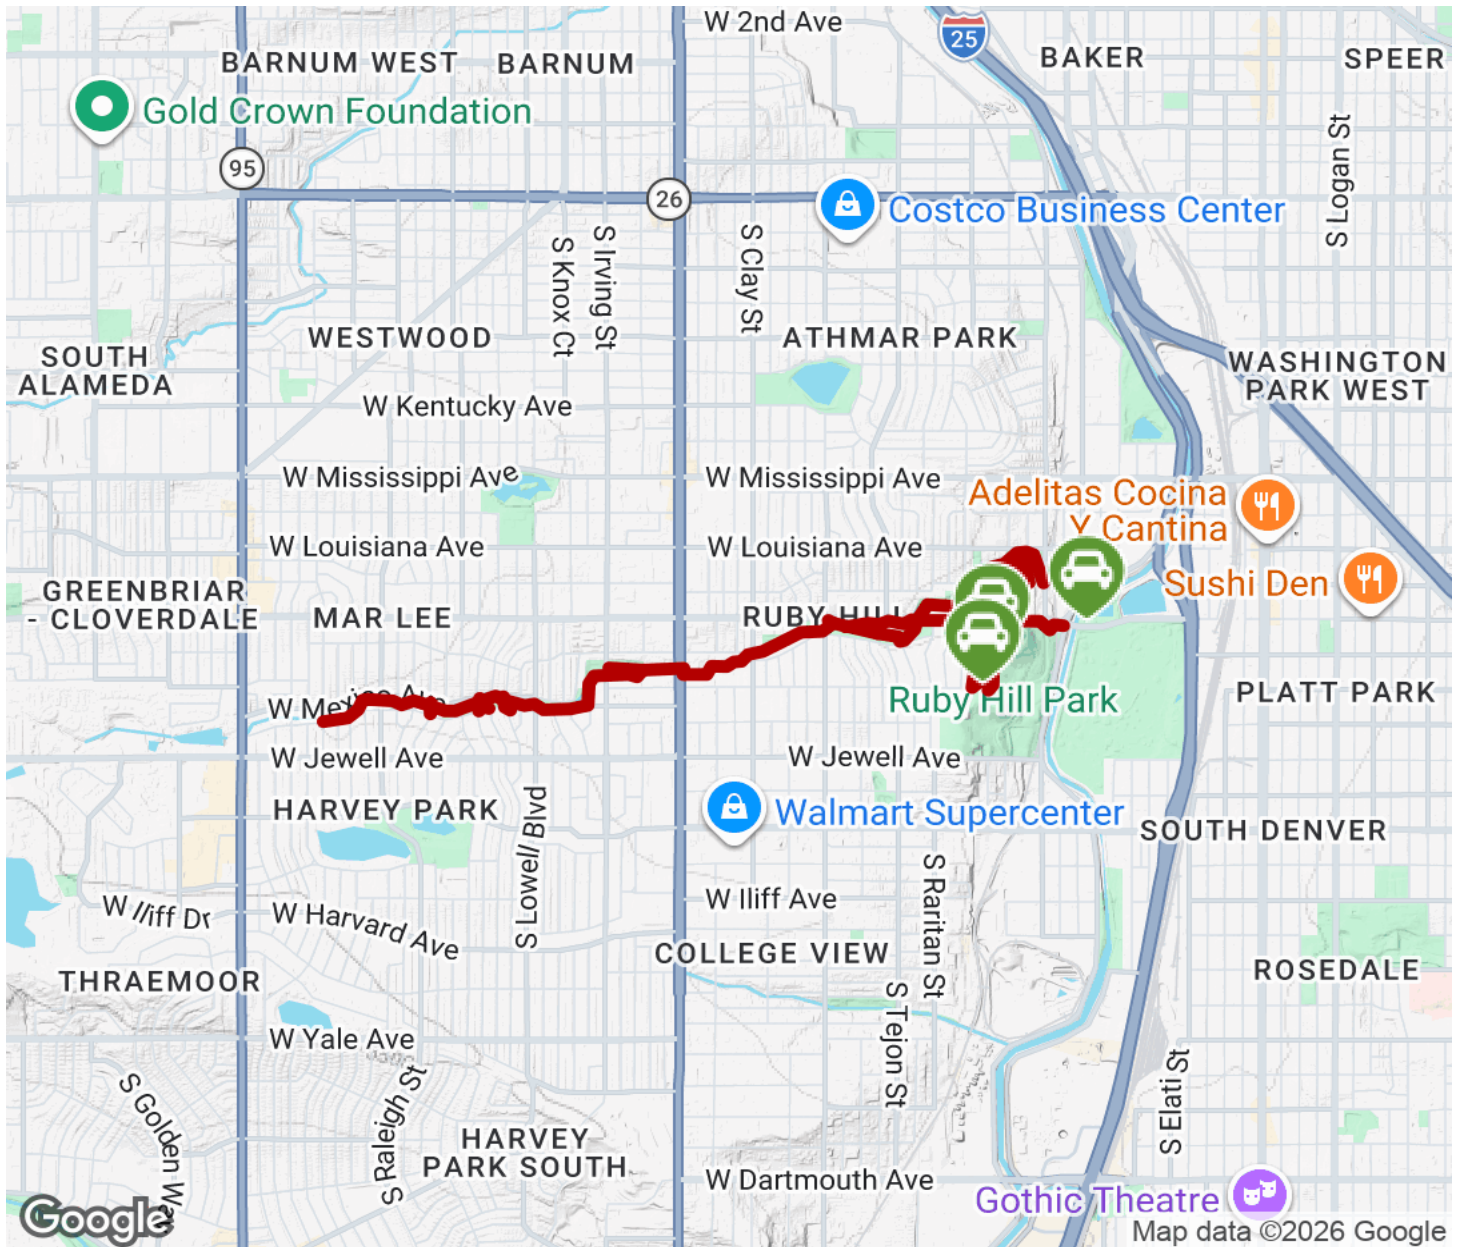 W 2nd Ave
25
BAKER
SPEER
BARNUM WEST
BARNUM
Gold Crown Foundation
95
26
Costco Business Center
S Logan St
S Knox Ct
S Irving St
S Clay St
WESTWOOD
ATHMAR PARK
SOUTH
ALAMEDA
WASHINGTON
PARK WEST
W Kentucky Ave
W Mississippi Ave
W Mississippi Ave
Adelitas Cocina
Y Cantina
W Louisiana Ave
W Louisiana Ave
Sushi Den
GREENBRIAR
- CLOVERDALE
MAR LEE
RUBY HILL
W Mexico Ave
Ruby Hill Park
PLATT PARK
W Jewell Ave
W Jewell Ave
HARVEY PARK
Walmart Supercenter
SOUTH DENVER
S Lowell Blvd
S Raritan St
W Iliff Dr
W Harvard Ave
W Iliff Ave
COLLEGE VIEW
THRAEMOOR
ROSEDALE
S Tejon St
W Yale Ave
S Golden Way
S Raleigh St
S Elati St
HARVEY
PARK SOUTH
W Dartmouth Ave
Gothic Theatre
Google
Map data ©2026 Google